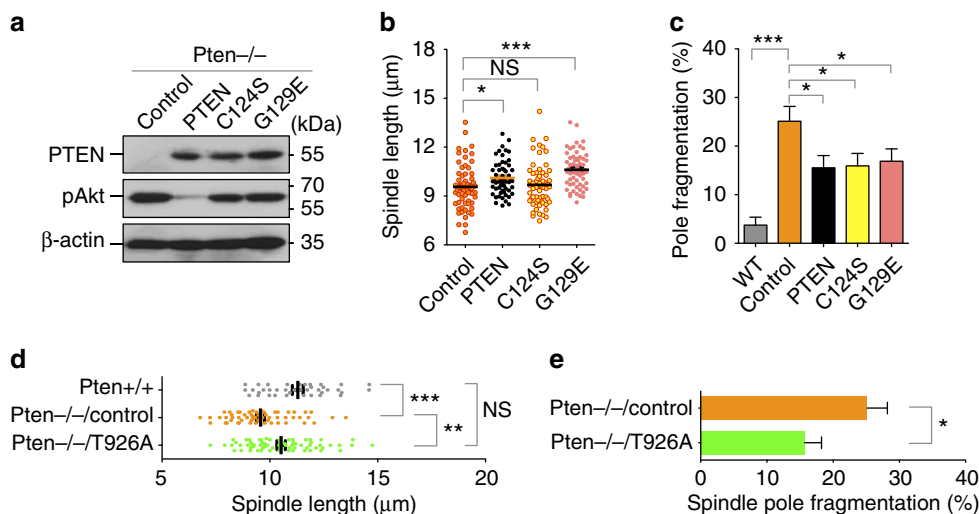 a
Pten–/–
Control
PTEN
C124S
G129E
(kDa)
PTEN
55
pAkt
70
55
β-actin
35
b
Spindle length (μm)
18
15
12
9
6
***
NS
*
Control
PTEN
C124S
G129E
c
Pole fragmentation (%)
40
30
20
10
0
***
*
*
*
WT
Control
PTEN
C124S
G129E
d
Pten+/+
Pten–/–/control
Pten–/–/T926A
***
**
NS
5
10
15
20
Spindle length (μm)
e
Pten–/–/control
Pten–/–/T926A
*
0
10
20
30
40
Spindle pole fragmentation (%)